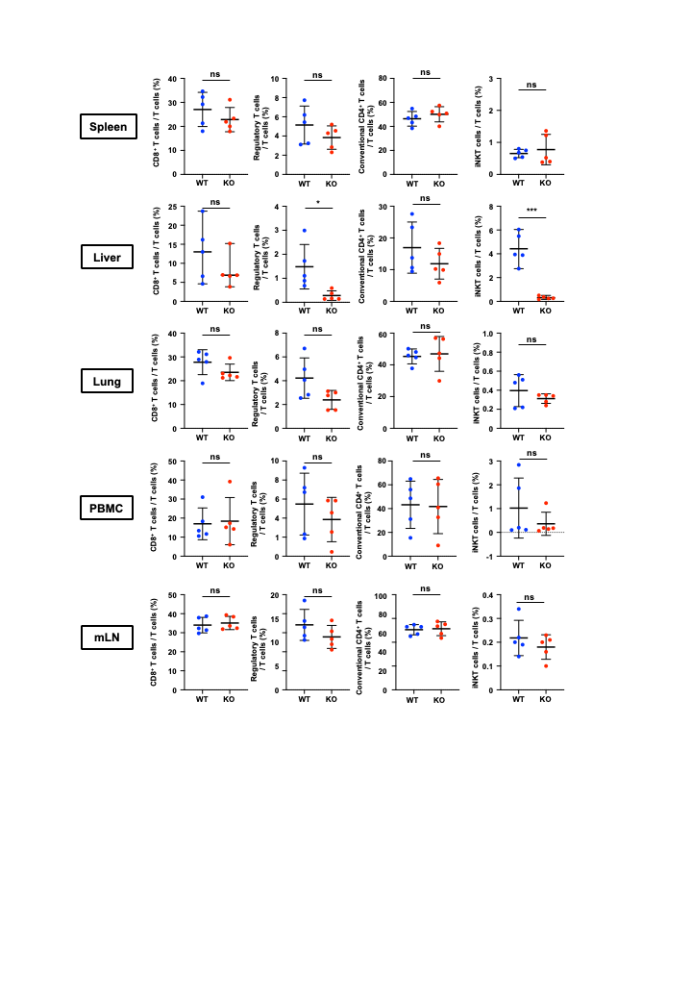 Spleen
CD8⁺ T cells / T cells (%)
40
30
20
10
0
ns
WT KO
Regulatory T cells
/ T cells (%)
10
8
6
4
2
0
ns
WT KO
Conventional CD4⁺ T cells
/ T cells (%)
80
60
40
20
0
ns
WT KO
iNKT cells / T cells (%)
3
2
1
0
ns
WT KO
Liver
CD8⁺ T cells / T cells (%)
25
20
15
10
5
0
ns
WT KO
Regulatory T cells
/ T cells (%)
4
3
2
1
0
*
WT KO
Conventional CD4⁺ T cells
/ T cells (%)
30
20
10
0
ns
WT KO
iNKT cells / T cells (%)
8
6
4
2
0
***
WT KO
Lung
CD8⁺ T cells / T cells (%)
40
30
20
10
0
ns
WT KO
Regulatory T cells
/ T cells (%)
8
6
4
2
0
ns
WT KO
Conventional CD4⁺ T cells
/ T cells (%)
60
40
20
0
ns
WT KO
iNKT cells / T cells (%)
1.0
0.8
0.6
0.4
0.2
0
ns
WT KO
PBMC
CD8⁺ T cells / T cells (%)
50
40
30
20
10
0
ns
WT KO
Regulatory T cells
/ T cells (%)
10
8
6
4
2
0
ns
WT KO
Conventional CD4⁺ T cells
/ T cells (%)
80
60
40
20
0
ns
WT KO
iNKT cells / T cells (%)
3
2
1
0
-1
ns
WT KO
mLN
CD8⁺ T cells / T cells (%)
50
40
30
20
10
0
ns
WT KO
Regulatory T cells
/ T cells (%)
20
15
10
5
0
ns
WT KO
Conventional CD4⁺ T cells
/ T cells (%)
100
80
60
40
20
0
ns
WT KO
iNKT cells / T cells (%)
0.4
0.3
0.2
0.1
0
ns
WT KO